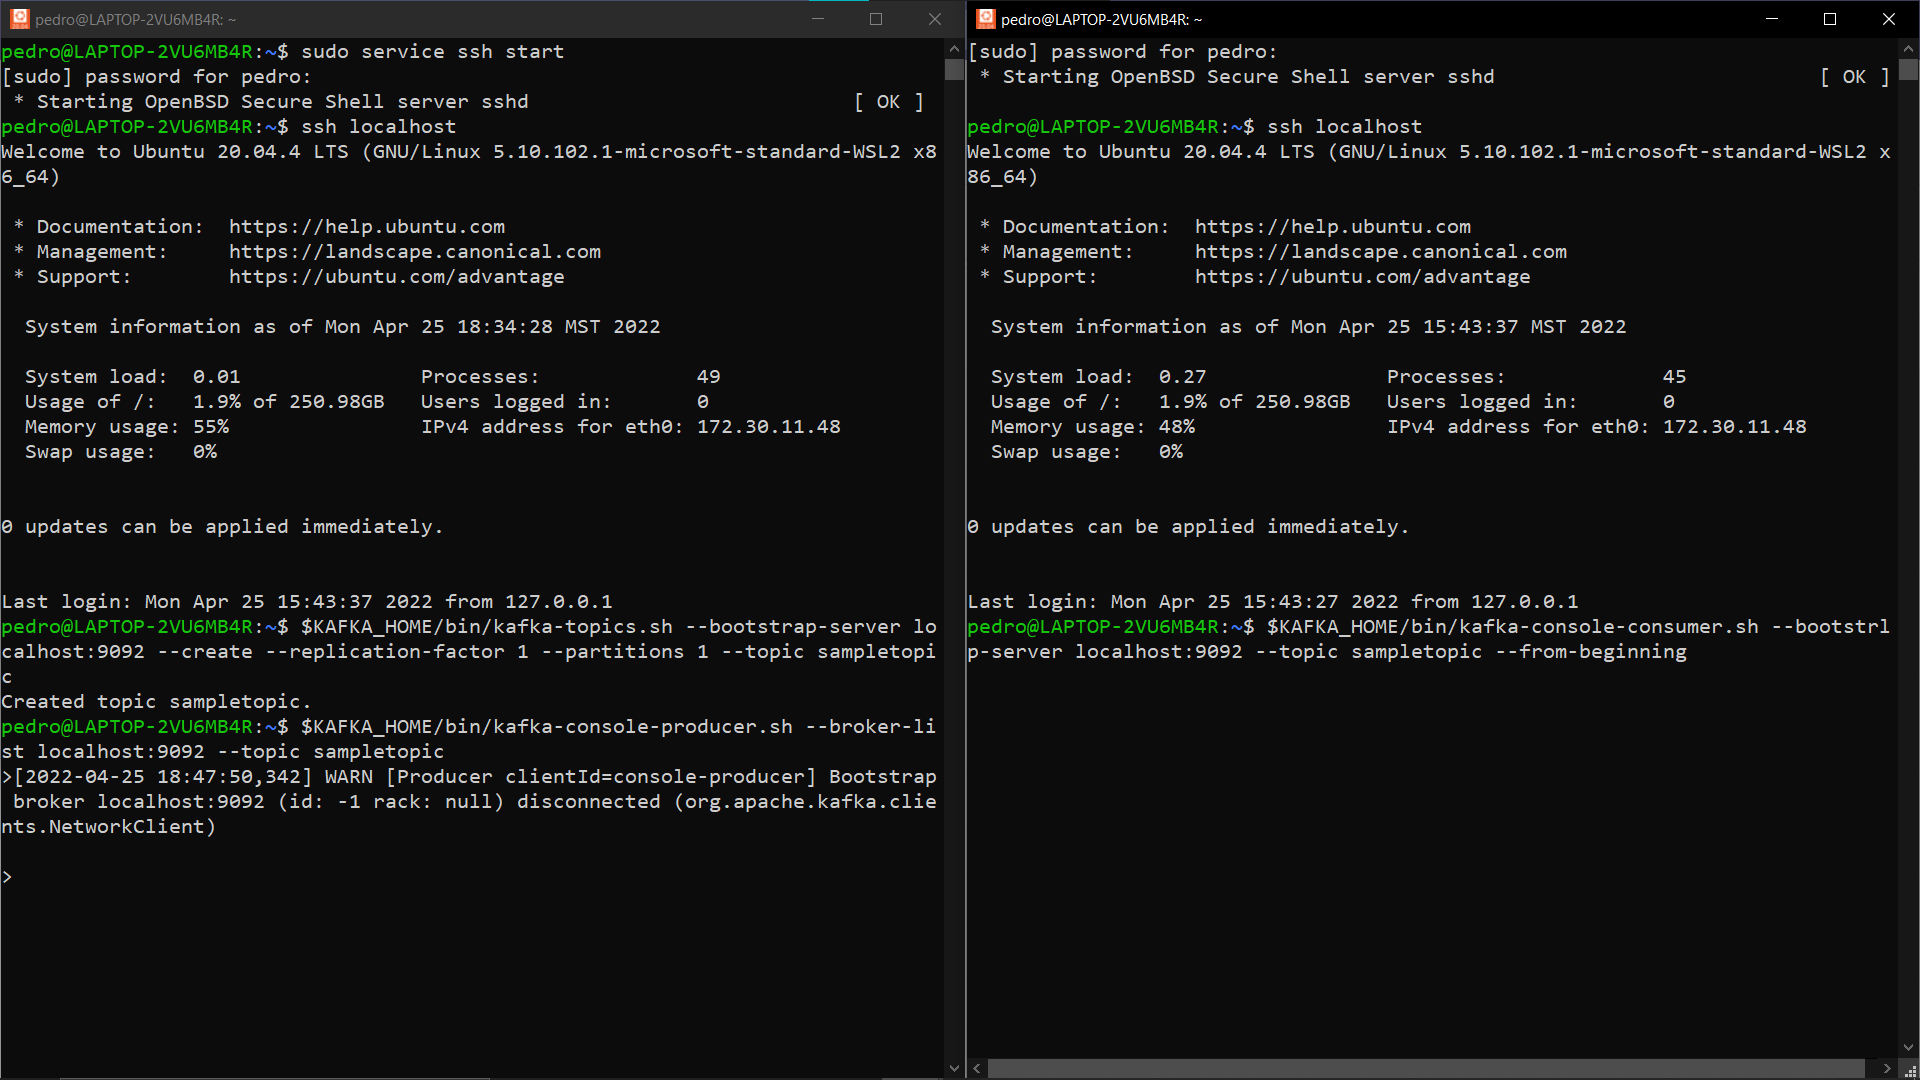 pedro@LAPTOP-2VU6MB4R: ~
pedro@LAPTOP-2VU6MB4R:~$ sudo service ssh start
[sudo] password for pedro:
 * Starting OpenBSD Secure Shell server sshd [ OK ]
pedro@LAPTOP-2VU6MB4R:~$ ssh localhost
Welcome to Ubuntu 20.04.4 LTS (GNU/Linux 5.10.102.1-microsoft-standard-WSL2 x8
6_64)
 * Documentation:  https://help.ubuntu.com
 * Management:     https://landscape.canonical.com
 * Support:        https://ubuntu.com/advantage
System information as of Mon Apr 25 18:34:28 MST 2022
System load:  0.01 Processes: 49
Usage of /:   1.9% of 250.98GB Users logged in: 0
Memory usage: 55% IPv4 address for eth0: 172.30.11.48
Swap usage:   0%
0 updates can be applied immediately.
Last login: Mon Apr 25 15:43:37 2022 from 127.0.0.1
pedro@LAPTOP-2VU6MB4R:~$ $KAFKA_HOME/bin/kafka-topics.sh --bootstrap-server lo
calhost:9092 --create --replication-factor 1 --partitions 1 --topic sampletopi
c
Created topic sampletopic.
pedro@LAPTOP-2VU6MB4R:~$ $KAFKA_HOME/bin/kafka-console-producer.sh --broker-li
st localhost:9092 --topic sampletopic
>[2022-04-25 18:47:50,342] WARN [Producer clientId=console-producer] Bootstrap
 broker localhost:9092 (id: -1 rack: null) disconnected (org.apache.kafka.clie
nts.NetworkClient)
>
pedro@LAPTOP-2VU6MB4R: ~
[sudo] password for pedro:
 * Starting OpenBSD Secure Shell server sshd [ OK ]
pedro@LAPTOP-2VU6MB4R:~$ ssh localhost
Welcome to Ubuntu 20.04.4 LTS (GNU/Linux 5.10.102.1-microsoft-standard-WSL2 x
86_64)
 * Documentation:  https://help.ubuntu.com
 * Management:     https://landscape.canonical.com
 * Support:        https://ubuntu.com/advantage
System information as of Mon Apr 25 15:43:37 MST 2022
System load:  0.27 Processes: 45
Usage of /:   1.9% of 250.98GB Users logged in: 0
Memory usage: 48% IPv4 address for eth0: 172.30.11.48
Swap usage:   0%
0 updates can be applied immediately.
Last login: Mon Apr 25 15:43:27 2022 from 127.0.0.1
pedro@LAPTOP-2VU6MB4R:~$ $KAFKA_HOME/bin/kafka-console-consumer.sh --bootstrl
p-server localhost:9092 --topic sampletopic --from-beginning